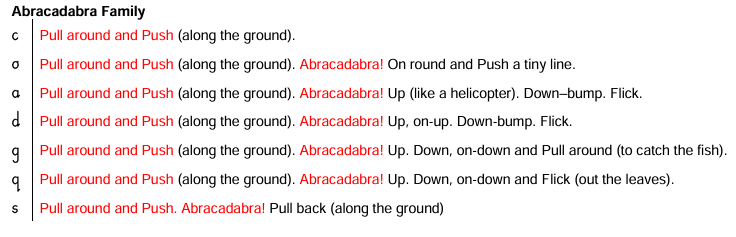 Abracadabra Family
c Pull around and Push (along the ground).
o Pull around and Push (along the ground). Abracadabra! On round and Push a tiny line.
a Pull around and Push (along the ground). Abracadabra! Up (like a helicopter). Down–bump. Flick.
d Pull around and Push (along the ground). Abracadabra! Up, on-up. Down-bump. Flick.
g Pull around and Push (along the ground). Abracadabra! Up. Down, on-down and Pull around (to catch the fish).
q Pull around and Push (along the ground). Abracadabra! Up. Down, on-down and Flick (out the leaves).
s Pull around and Push. Abracadabra! Pull back (along the ground)